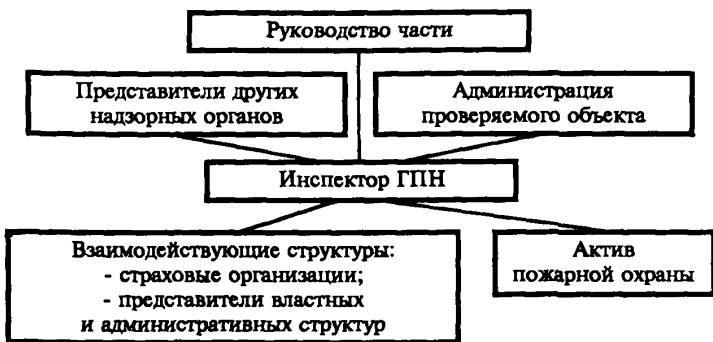 Руководство части
Представители других
надзорных органов
Администрация
проверяемого объекта
Инспектор ГПН
Взаимодействующие структуры:
- страховые организации;
- представители властных
и административных структур
Актив
пожарной охраны